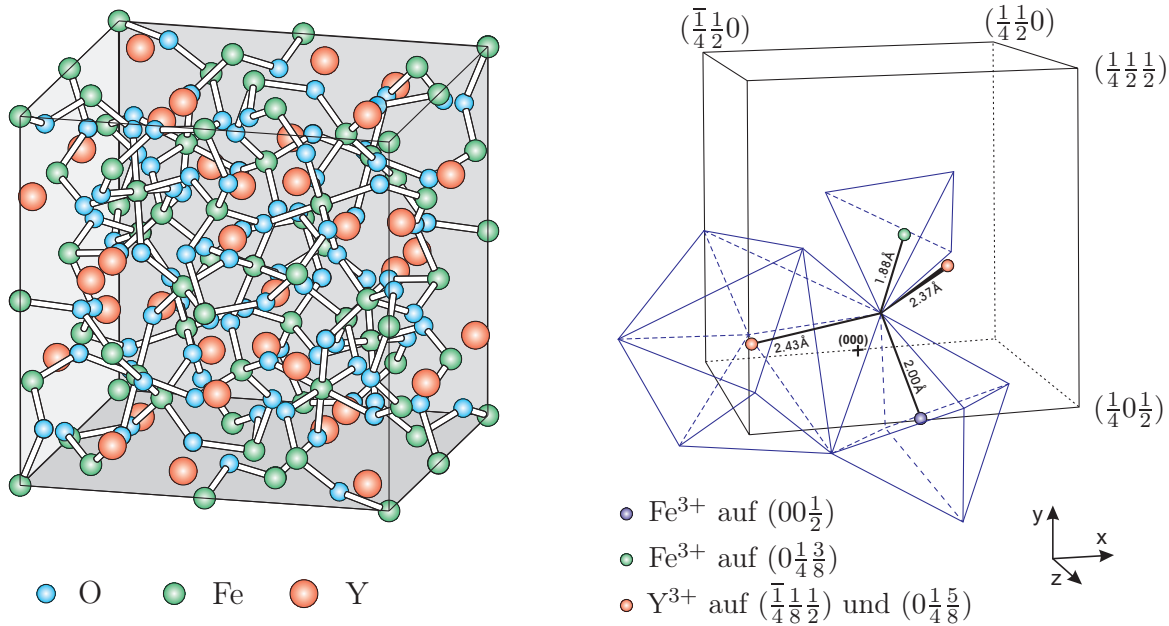 (1̅/4 1/2 0)
(1/4 1/2 0)
(1/4 1/2 1/2)
1.88Å
2.37Å
2.43Å
(000)
2.00Å
(1/4 0 1/2)
Fe³⁺ auf (00 1/2)
Fe³⁺ auf (0 1/4 3/8)
Y³⁺ auf (1̅/4 1/8 1/2) und (0 1/4 5/8)
y
x
z
O Fe Y